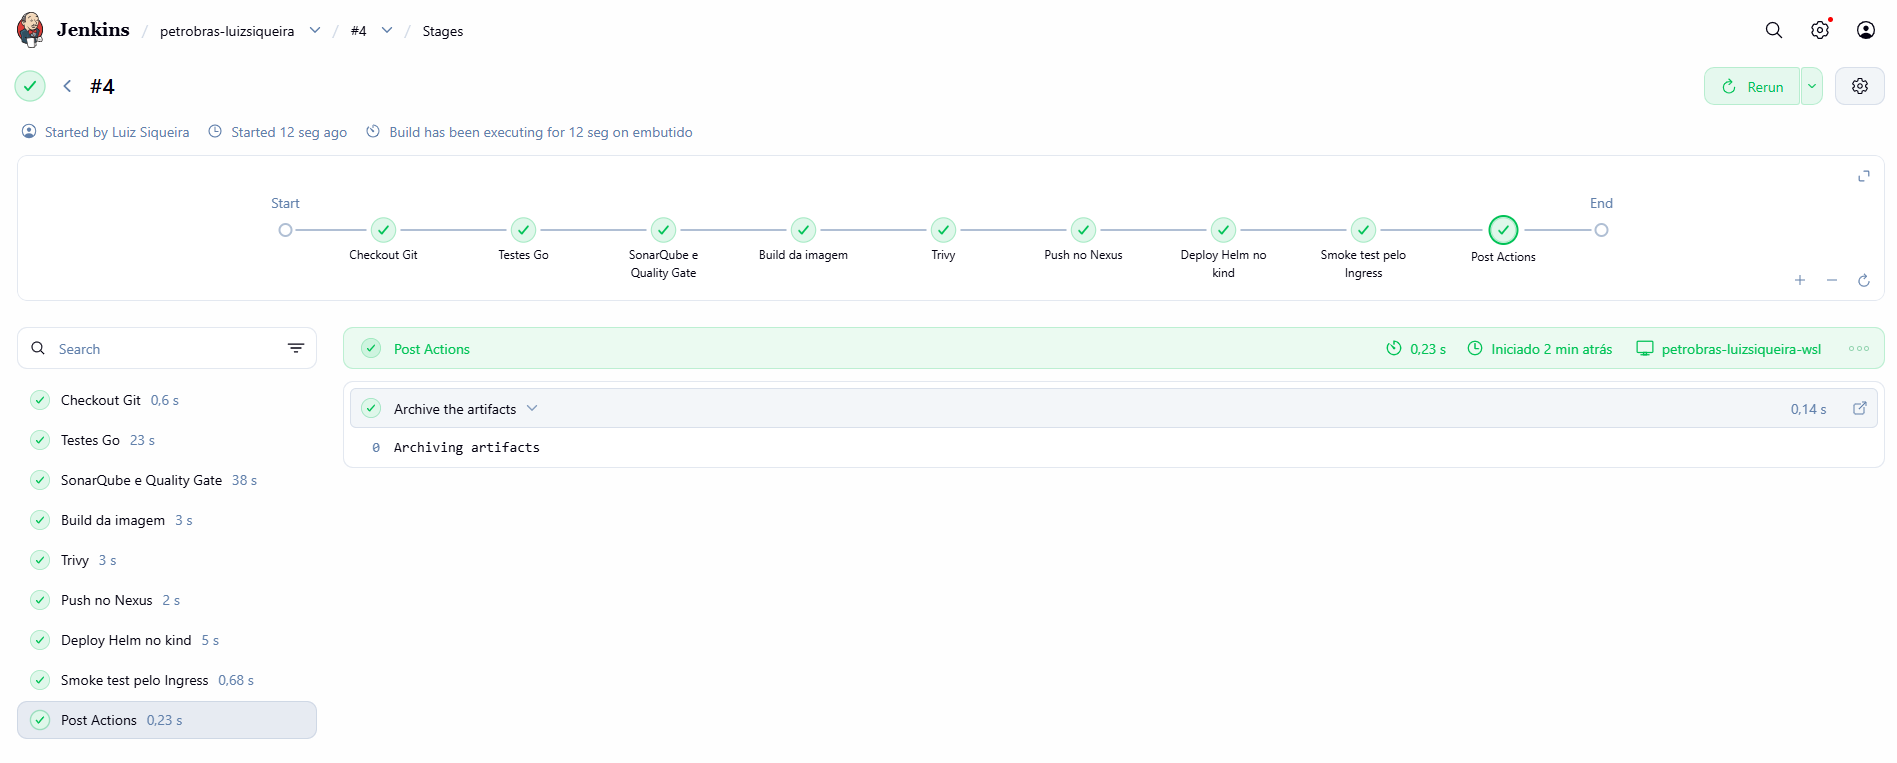 Jenkins / petrobras-luizsiqueira / #4 / Stages
#4
Rerun
Started by Luiz Siqueira Started 12 seg ago Build has been executing for 12 seg on embutido
Start
End
Checkout Git
Testes Go
SonarQube e
Quality Gate
Build da imagem
Trivy
Push no Nexus
Deploy Helm no
kind
Smoke test pelo
Ingress
Post Actions
Search
Checkout Git 0,6 s
Testes Go 23 s
SonarQube e Quality Gate 38 s
Build da imagem 3 s
Trivy 3 s
Push no Nexus 2 s
Deploy Helm no kind 5 s
Smoke test pelo Ingress 0,68 s
Post Actions 0,23 s
Post Actions 0,23 s Iniciado 2 min atrás petrobras-luizsiqueira-wsl
Archive the artifacts 0,14 s
0 Archiving artifacts